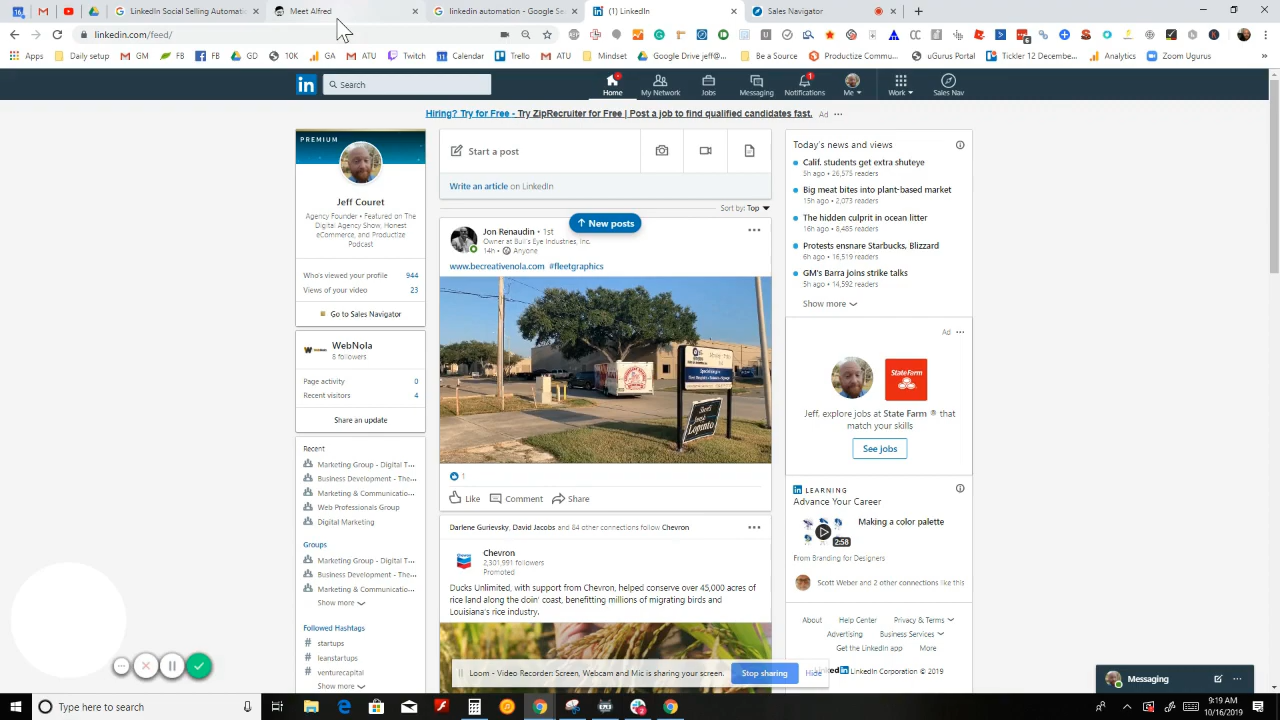 LinkedIn Social Selling Automati
Meet Alfred
linkedin automation - Google Se
(1) LinkedIn
Sales Navigator
linkedin.com/feed/
Apps
Daily setup
GM
FB
FB
GD
10K
GA
ATU
Twitch
Calendar
Trello
ATU
Mindset
Google Drive jeff@...
Be a Source
Productize Commu...
uGurus Portal
Tickler 12 Decembe...
Analytics
Zoom Ugurus
Search
Home
My Network
Jobs
Messaging
Notifications
Me
Work
Sales Nav
Hiring? Try for Free - Try ZipRecruiter for Free | Post a job to find qualified candidates fast. Ad ...
PREMIUM
Jeff Couret
Agency Founder • Featured on The
Digital Agency Show, Honest
eCommerce, and Productize
Podcast
Who's viewed your profile 944
Views of your video 23
Go to Sales Navigator
WebNola
8 followers
Page activity 0
Recent visitors 4
Share an update
Recent
Marketing Group - Digital T...
Business Development - The...
Marketing & Communicatio...
Web Professionals Group
Digital Marketing
Groups
Marketing Group - Digital T...
Business Development - The...
Marketing & Communicatio...
Show more
Followed Hashtags
# startups
# leanstartups
# venturecapital
Show more
Start a post
Write an article on LinkedIn
Sort by: Top
↑ New posts
Jon Renaudin • 1st
Owner at Bull's Eye Industries, Inc.
14h • Anyone
www.becreativenola.com #fleetgraphics
1
Like Comment Share
Darlene Gurievsky, David Jacobs and 84 other connections follow Chevron
Chevron
2,301,991 followers
Promoted
Ducks Unlimited, with support from Chevron, helped conserve over 45,000 acres of
rice land along the doin' coast, benefiting millions of migrating birds and
Louisiana's rice industry.
Today's news and views
Calif. students get extra shuteye
5h ago • 26,575 readers
Big meat bites into plant-based market
15h ago • 2,073 readers
The hidden culprit in ocean litter
16h ago • 8,485 readers
Protests ensnare Starbucks, Blizzard
6h ago • 16,519 readers
GM's Barra joins strike talks
5h ago • 14,592 readers
Show more
Ad ...
StateFarm
Jeff, explore jobs at State Farm ® that
match your skills
See jobs
in LEARNING
Advance Your Career
Making a color palette
2:58
From Branding for Designers
Scott Weber and 2 other connections like this
About Help Center Privacy & Terms
Advertising Business Services
Get the LinkedIn app More
LinkedIn LinkedIn Corporation © 2019
Loom – Video Recorder: Screen, Webcam and Mic is sharing your screen.
Stop sharing
Hide
Messaging
Type here to search
9:19 AM
10/16/2019